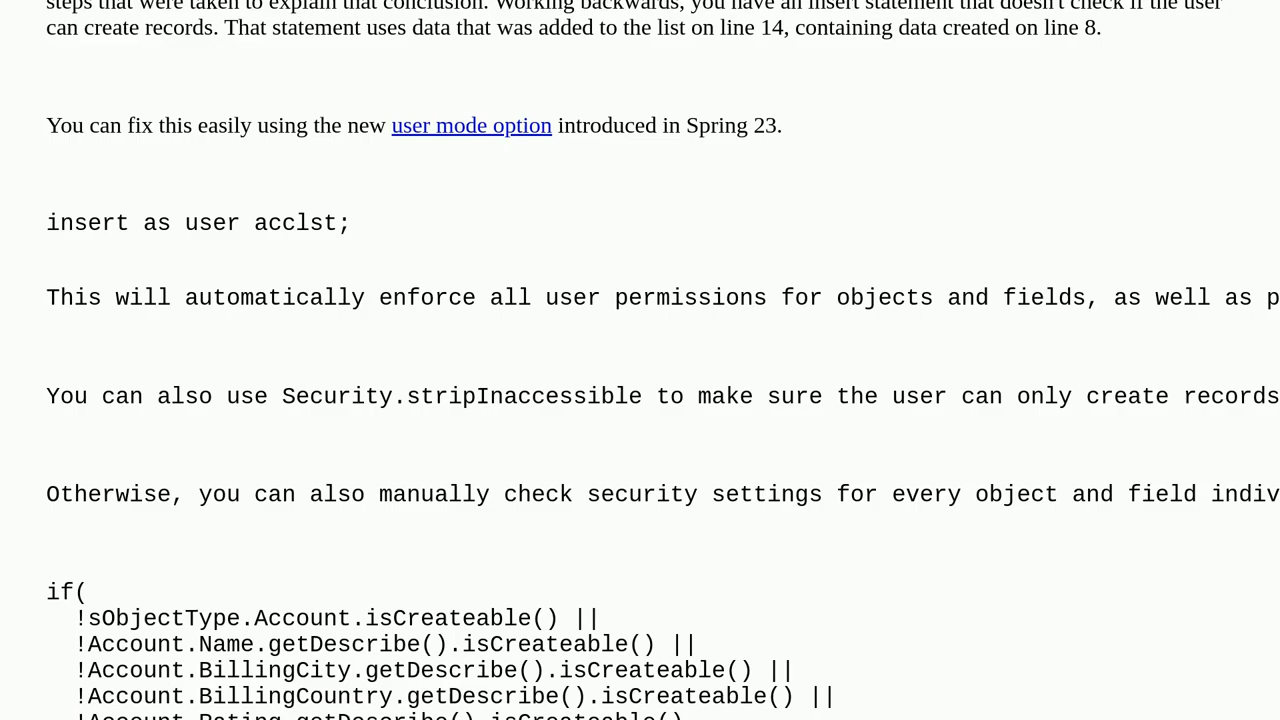 steps that were taken to explain that conclusion. Working backwards, you have an insert statement that doesn't check if the user
can create records. That statement uses data that was added to the list on line 14, containing data created on line 8.
You can fix this easily using the new user mode option introduced in Spring 23.
insert as user acclst;
This will automatically enforce all user permissions for objects and fields, as well as p
You can also use Security.stripInaccessible to make sure the user can only create records
Otherwise, you can also manually check security settings for every object and field indiv
if(
!sObjectType.Account.isCreateable() ||
!Account.Name.getDescribe().isCreateable() ||
!Account.BillingCity.getDescribe().isCreateable() ||
!Account.BillingCountry.getDescribe().isCreateable() ||
!Account.Rating.getDescribe().isCreateable()